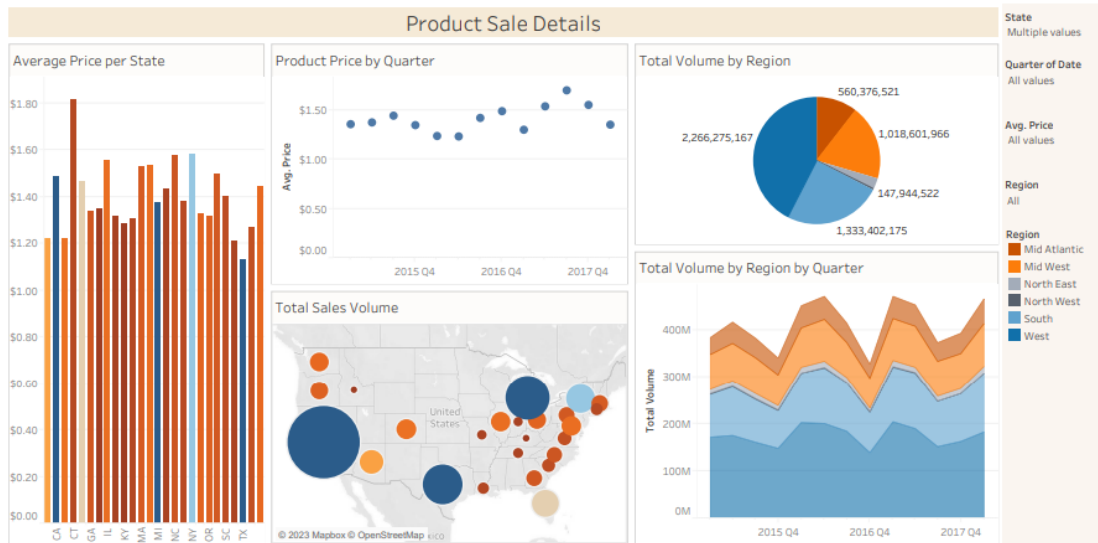 Product Sale Details
Average Price per State
$1.80
$1.60
$1.40
$1.20
$1.00
$0.80
$0.60
$0.40
$0.20
$0.00
CA
CT
GA
IL
KY
MA
MI
NC
NY
OR
SC
TX
Product Price by Quarter
Avg. Price
$1.50
$1.00
$0.50
$0.00
2015 Q4
2016 Q4
2017 Q4
Total Sales Volume
United
States
© 2023 Mapbox © OpenStreetMap
Total Volume by Region
560,376,521
2,266,275,167
1,018,601,966
147,944,522
1,333,402,175
Total Volume by Region by Quarter
Total Volume
400M
300M
200M
100M
0M
2015 Q4
2016 Q4
2017 Q4
State
Multiple values
Quarter of Date
All values
Avg. Price
All values
Region
All
Region
Mid Atlantic
Mid West
North East
North West
South
West